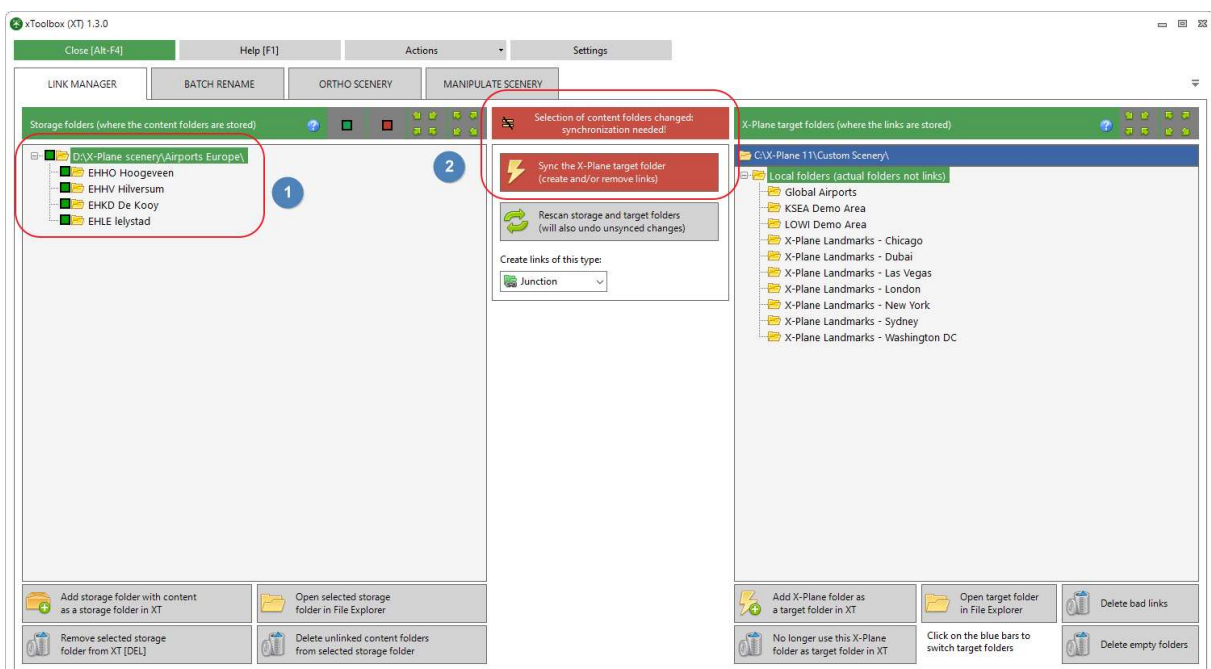 xToolbox (XT) 1.3.0
Close [Alt-F4]
Help [F1]
Actions
Settings
LINK MANAGER
BATCH RENAME
ORTHO SCENERY
MANIPULATE SCENERY
Storage folders (where the content folders are stored)
D:\X-Plane scenery\Airports Europe\
EHHO Hoogeveen
EHHV Hilversum
EHKD De Kooy
EHLE lelystad
1
2
Selection of content folders changed:
synchronization needed!
Sync the X-Plane target folder
(create and/or remove links)
Rescan storage and target folders
(will also undo unsynced changes)
Create links of this type:
Junction
X-Plane target folders (where the links are stored)
C:\X-Plane 11\Custom Scenery\
Local folders (actual folders not links)
Global Airports
KSEA Demo Area
LOWI Demo Area
X-Plane Landmarks - Chicago
X-Plane Landmarks - Dubai
X-Plane Landmarks - Las Vegas
X-Plane Landmarks - London
X-Plane Landmarks - New York
X-Plane Landmarks - Sydney
X-Plane Landmarks - Washington DC
Add storage folder with content
as a storage folder in XT
Open selected storage
folder in File Explorer
Remove selected storage
folder from XT [DEL]
Delete unlinked content folders
from selected storage folder
Add X-Plane folder as
a target folder in XT
Open target folder
in File Explorer
Delete bad links
No longer use this X-Plane
folder as target folder in XT
Click on the blue bars to
switch target folders
Delete empty folders